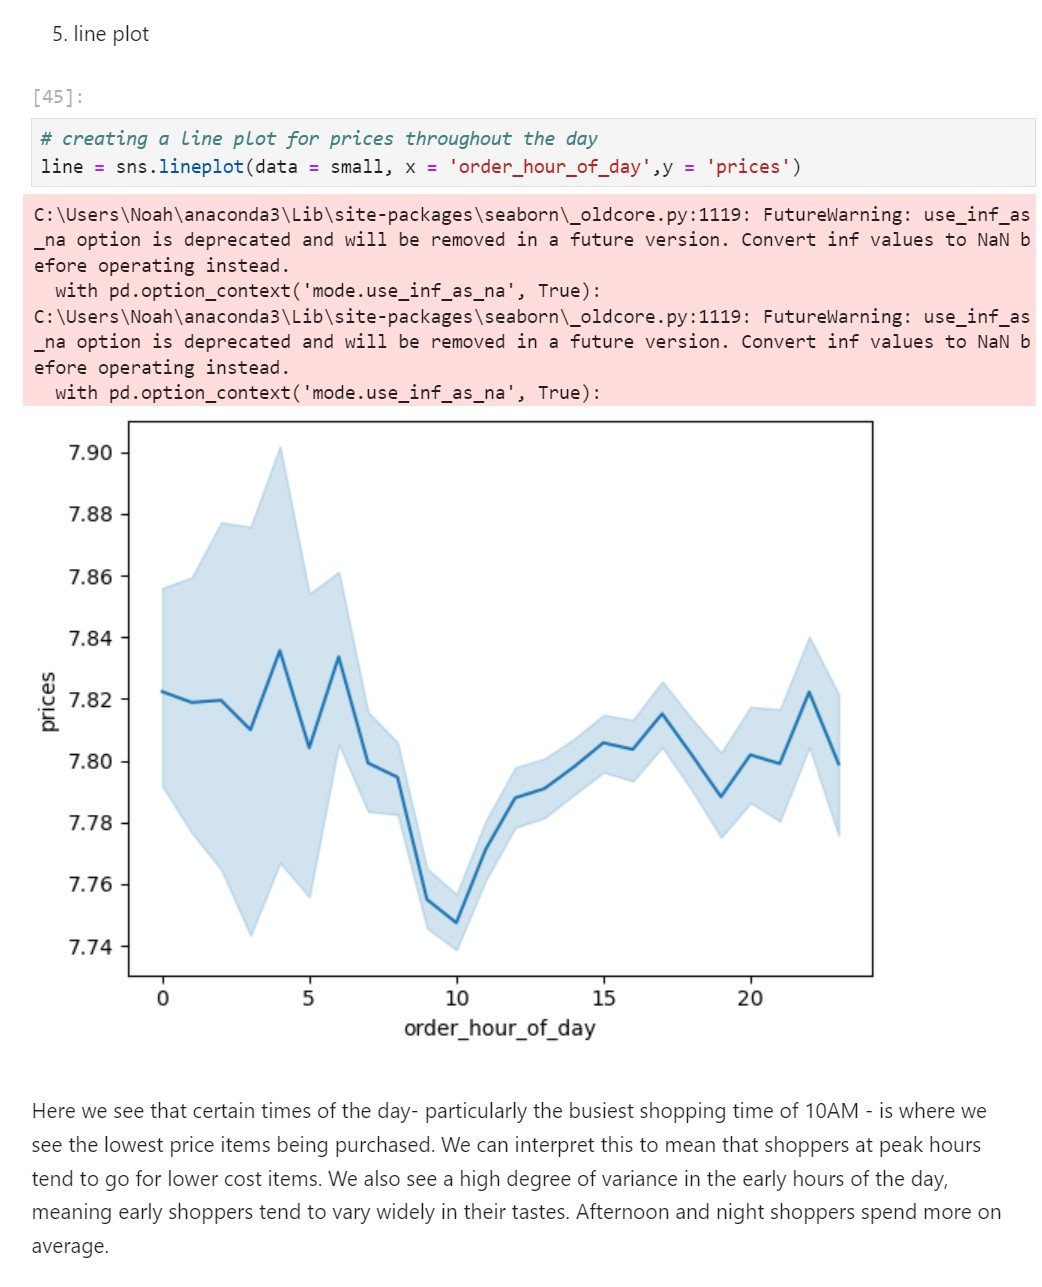 5. line plot
[45]:
# creating a line plot for prices throughout the day
line = sns.lineplot(data = small, x = 'order_hour_of_day',y = 'prices')
C:\Users\Noah\anaconda3\Lib\site-packages\seaborn\_oldcore.py:1119: FutureWarning: use_inf_as
_na option is deprecated and will be removed in a future version. Convert inf values to NaN b
efore operating instead.
  with pd.option_context('mode.use_inf_as_na', True):
C:\Users\Noah\anaconda3\Lib\site-packages\seaborn\_oldcore.py:1119: FutureWarning: use_inf_as
_na option is deprecated and will be removed in a future version. Convert inf values to NaN b
efore operating instead.
  with pd.option_context('mode.use_inf_as_na', True):
7.90
7.88
7.86
7.84
7.82
7.80
7.78
7.76
7.74
prices
0 5 10 15 20
order_hour_of_day
Here we see that certain times of the day- particularly the busiest shopping time of 10AM - is where we
see the lowest price items being purchased. We can interpret this to mean that shoppers at peak hours
tend to go for lower cost items. We also see a high degree of variance in the early hours of the day,
meaning early shoppers tend to vary widely in their tastes. Afternoon and night shoppers spend more on
average.